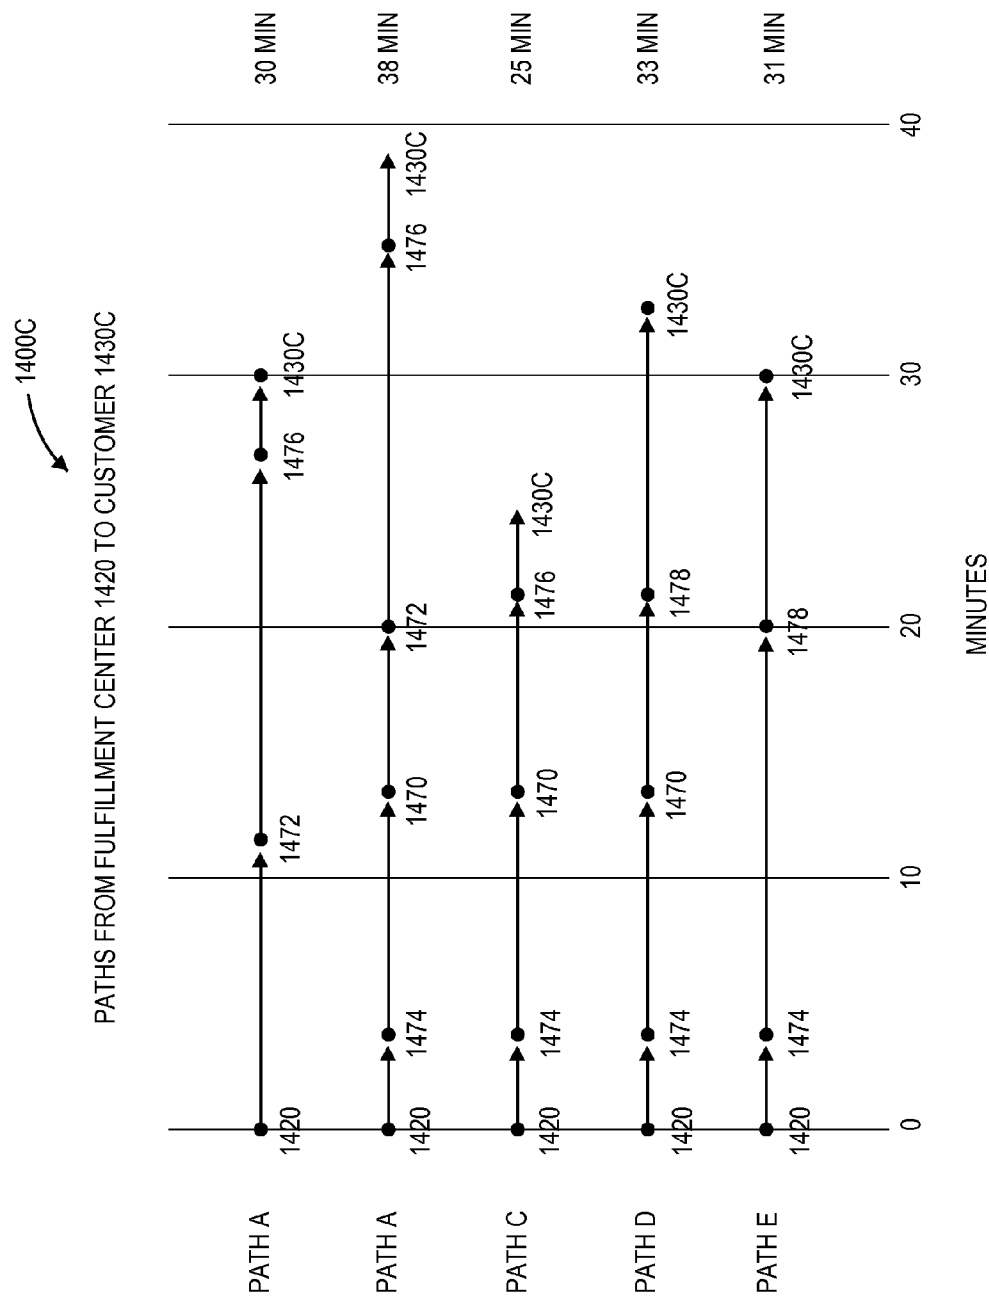 1400C
PATHS FROM FULFILLMENT CENTER 1420 TO CUSTOMER 1430C
PATH A
1420
1472
1476
1430C
30 MIN
PATH A
1420
1474
1470
1472
1476
1430C
38 MIN
PATH C
1420
1474
1470
1476
1430C
25 MIN
PATH D
1420
1474
1470
1478
1430C
33 MIN
PATH E
1420
1474
1478
1430C
31 MIN
0
10
20
30
40
MINUTES